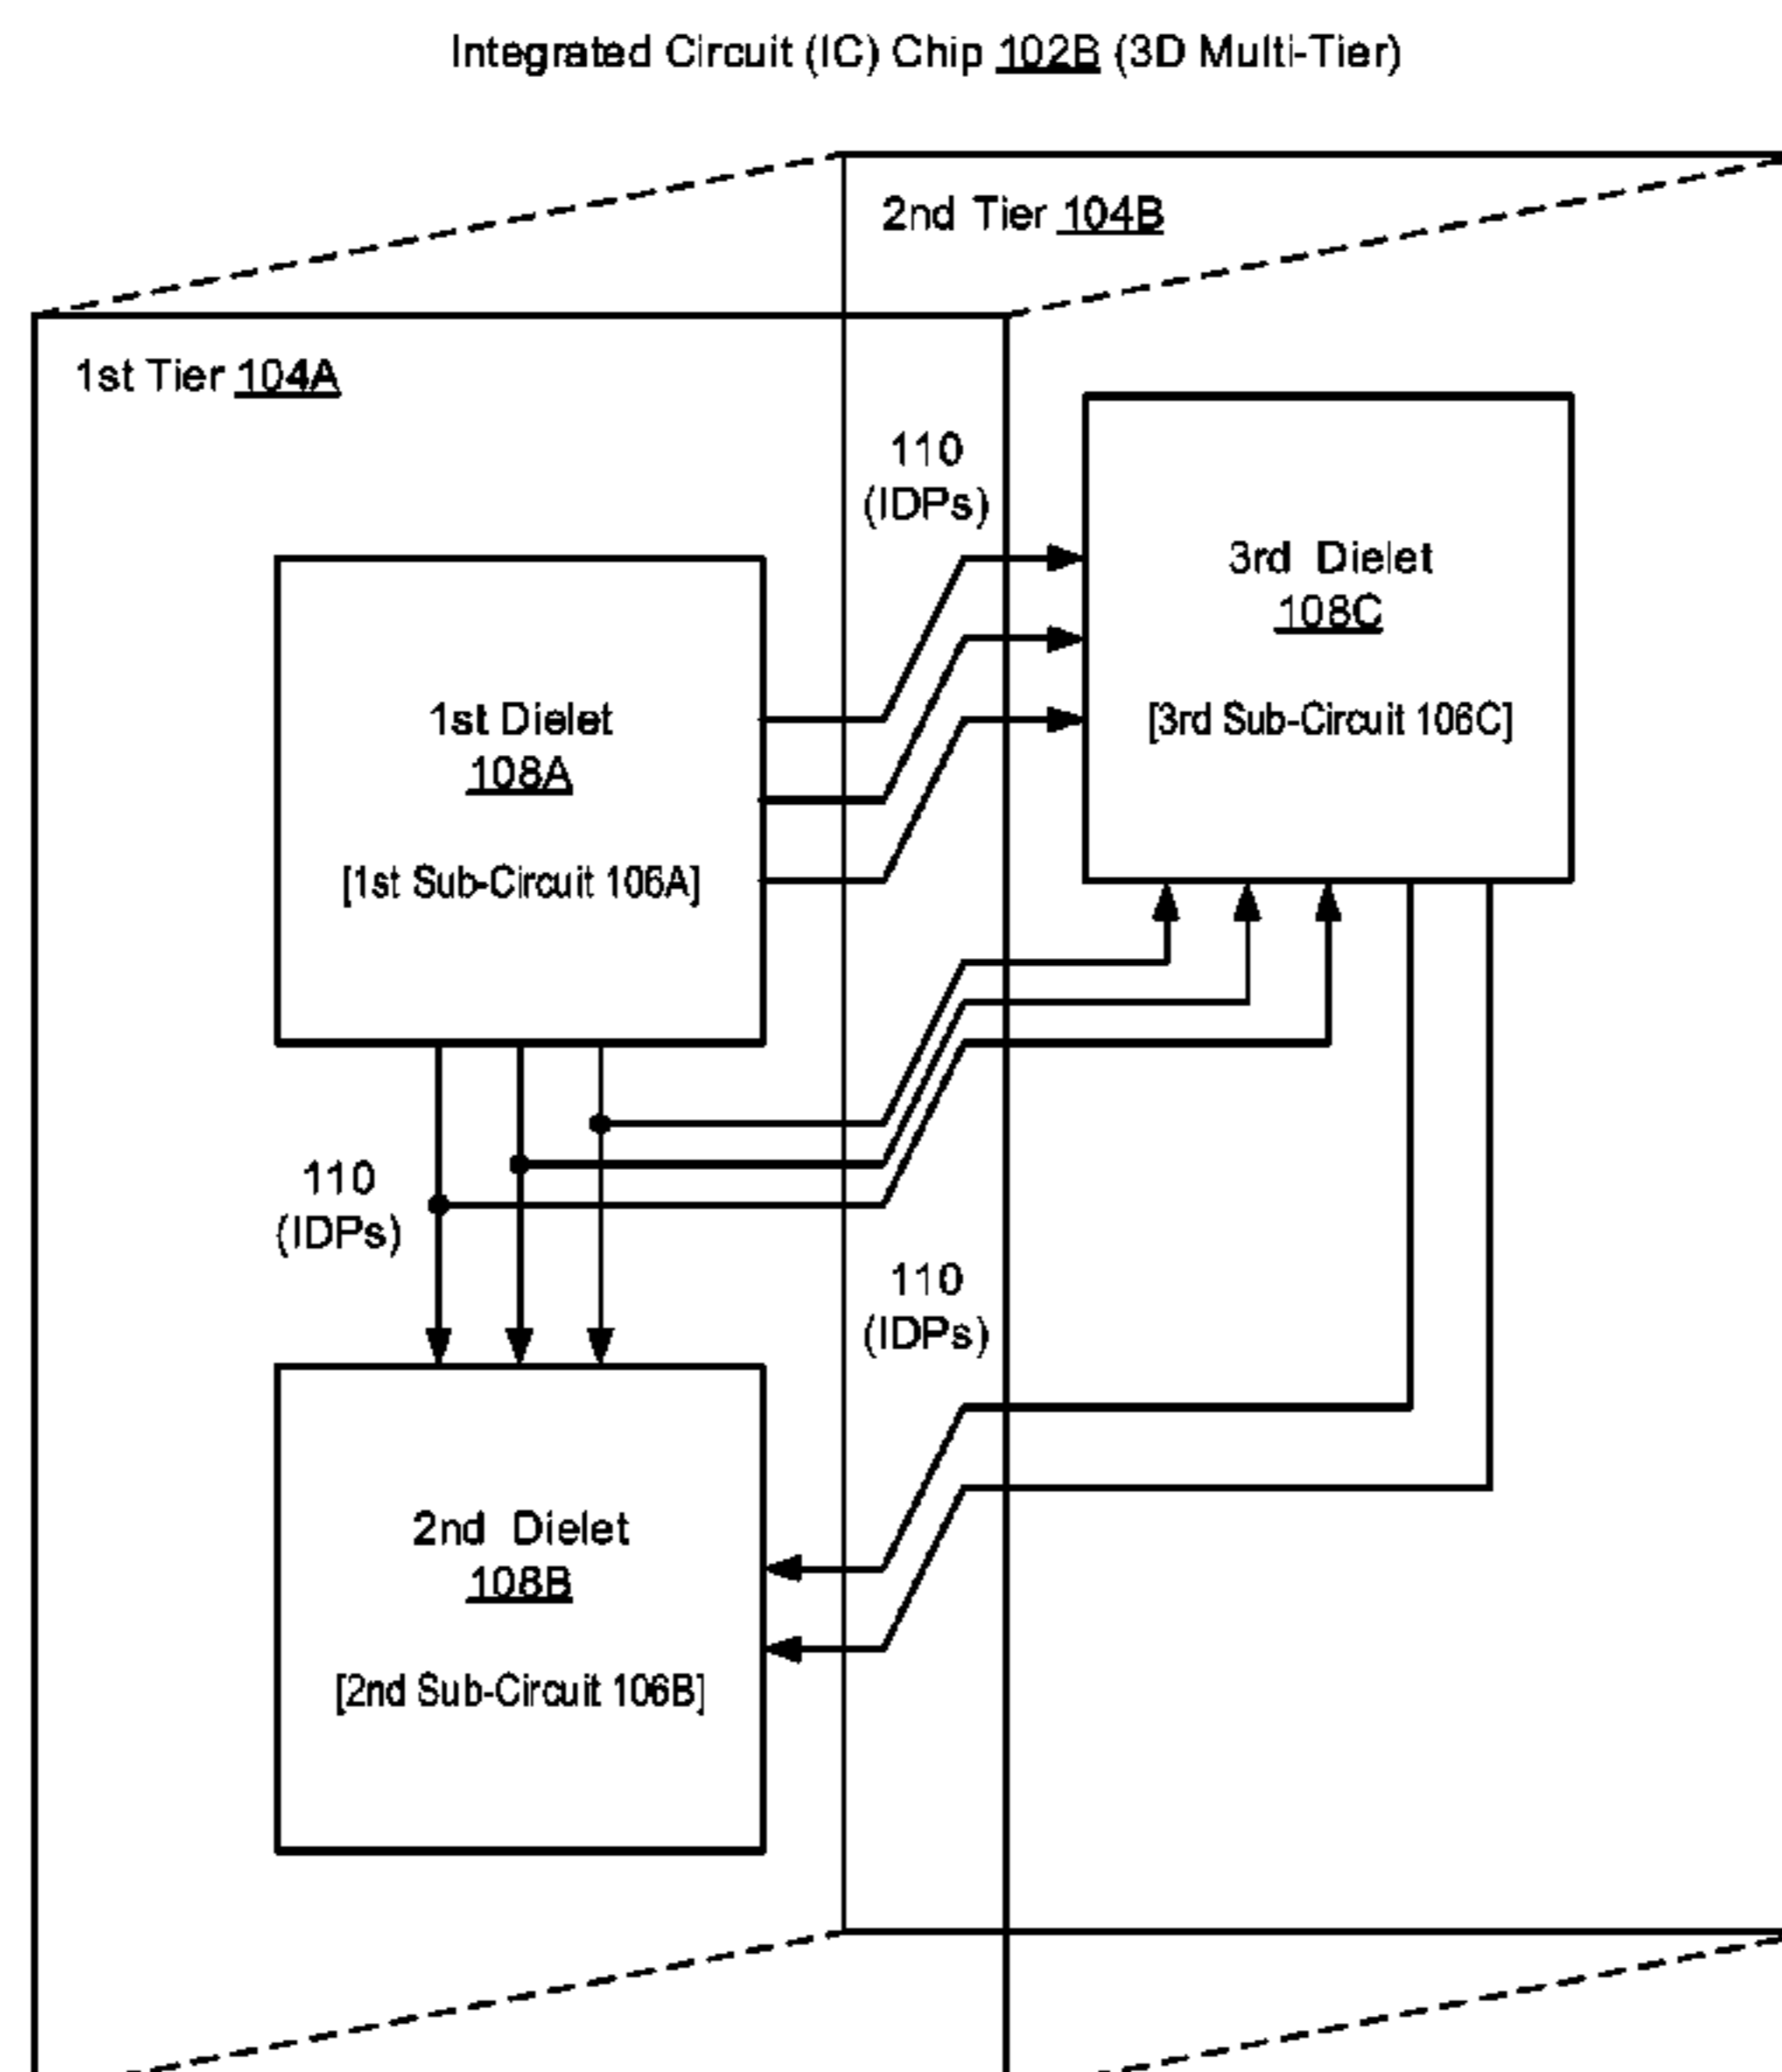 Integrated Circuit (IC) Chip 102B (3D Multi-Tier)
2nd Tier 104B
1st Tier 104A
110
(IDPs)
3rd Dielet
108C
[3rd Sub-Circuit 106C]
1st Dielet
108A
[1st Sub-Circuit 106A]
110
(IDPs)
110
(IDPs)
2nd Dielet
108B
[2nd Sub-Circuit 106B]